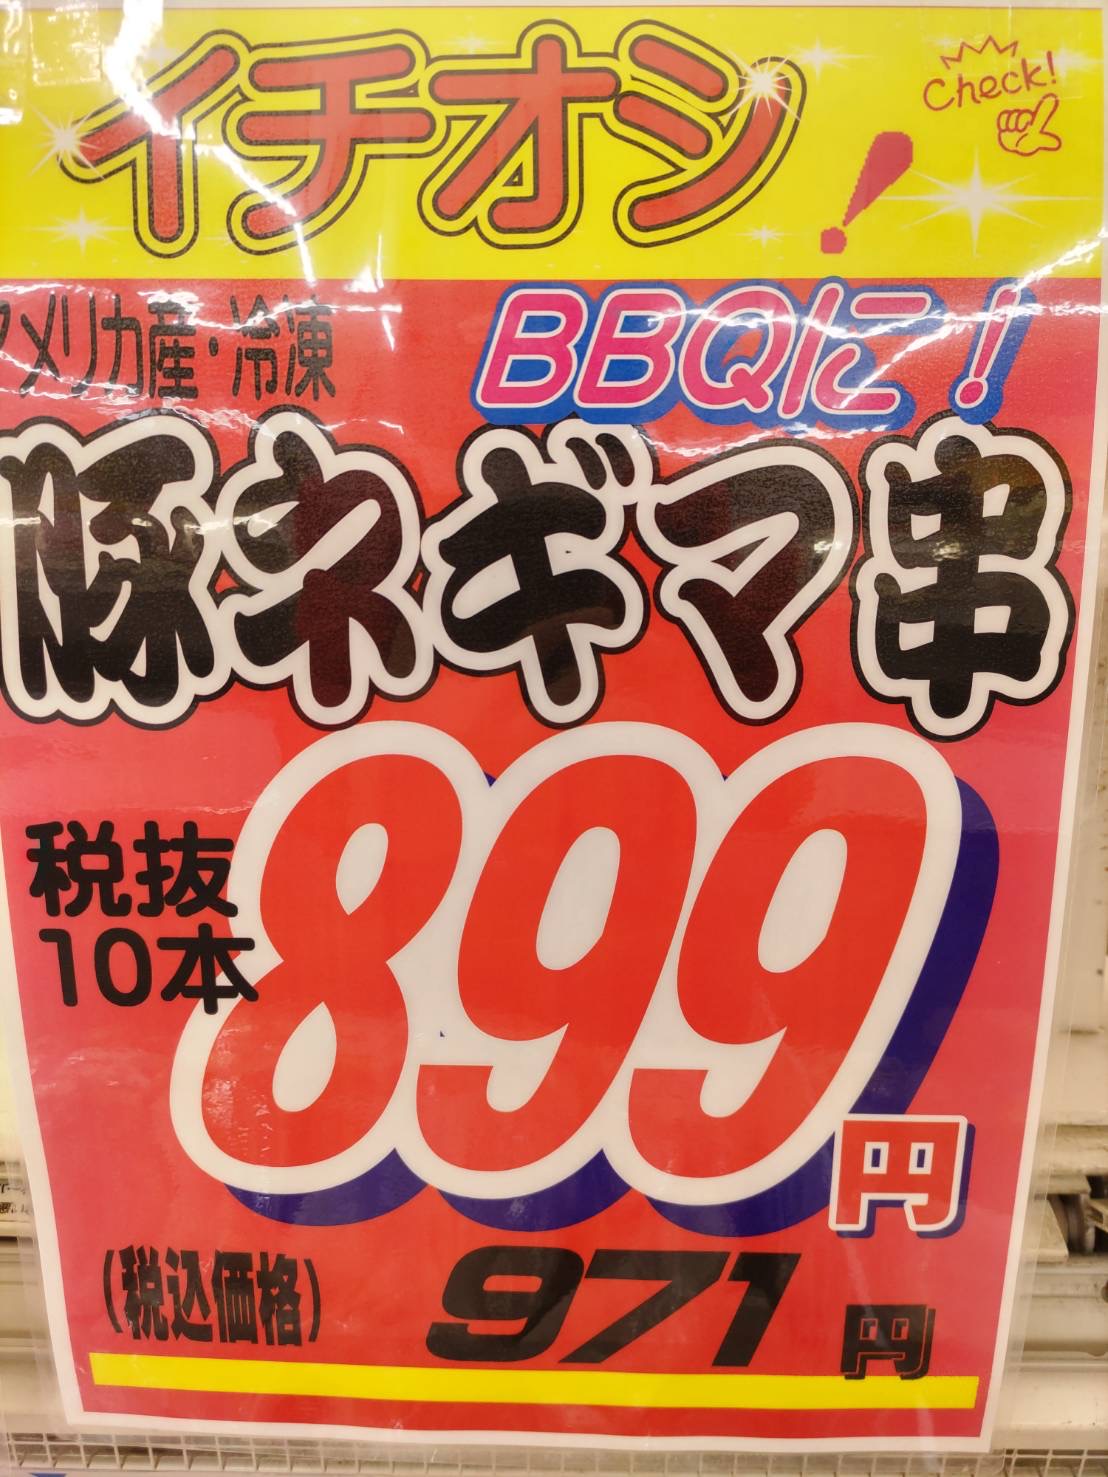 イチオシ!
Check!
アメリカ産・冷凍
BBQに!
豚ネギマ串
税抜
10本
899円
(税込価格) 971円